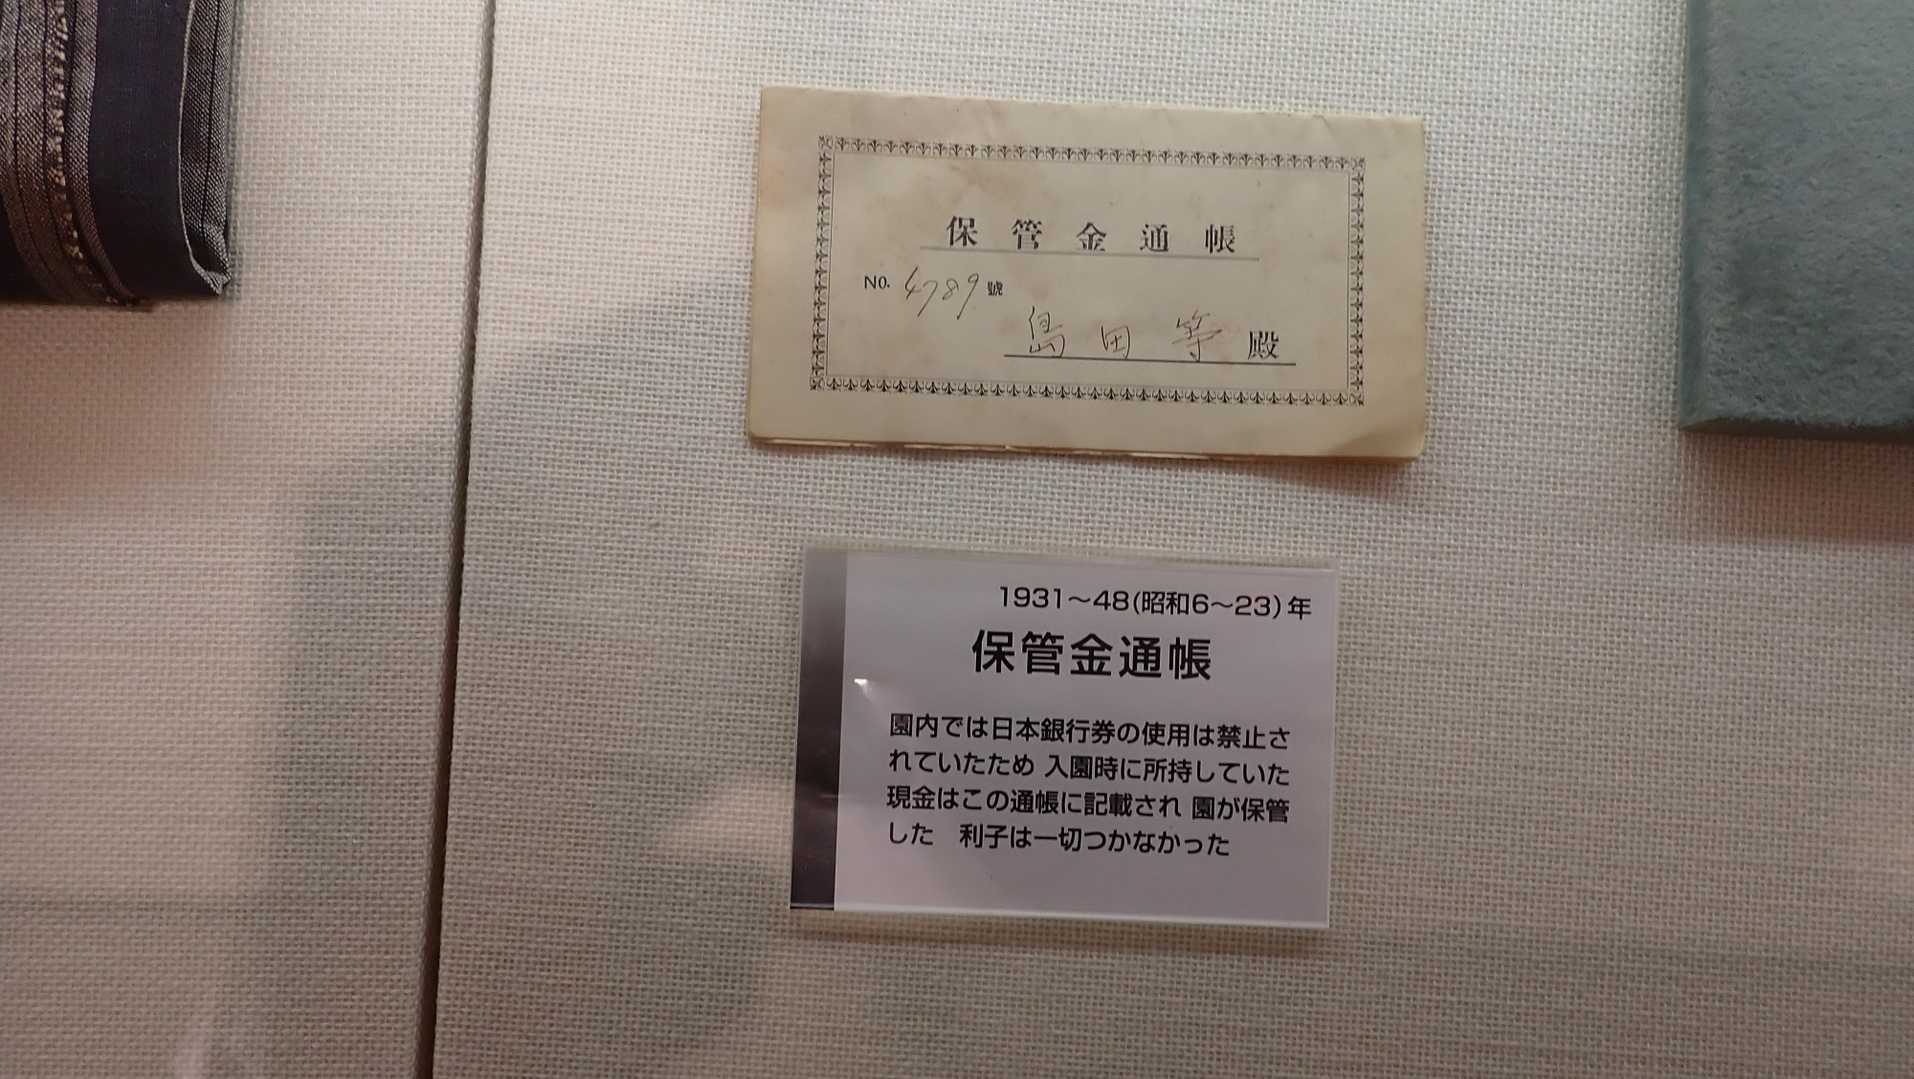 保管金通帳
No. 4789 號
島田等 殿
1931～48(昭和6～23)年
保管金通帳
園内では日本銀行券の使用は禁止さ
れていたため 入園時に所持していた
現金はこの通帳に記載され 園が保管
した　利子は一切つかなかった